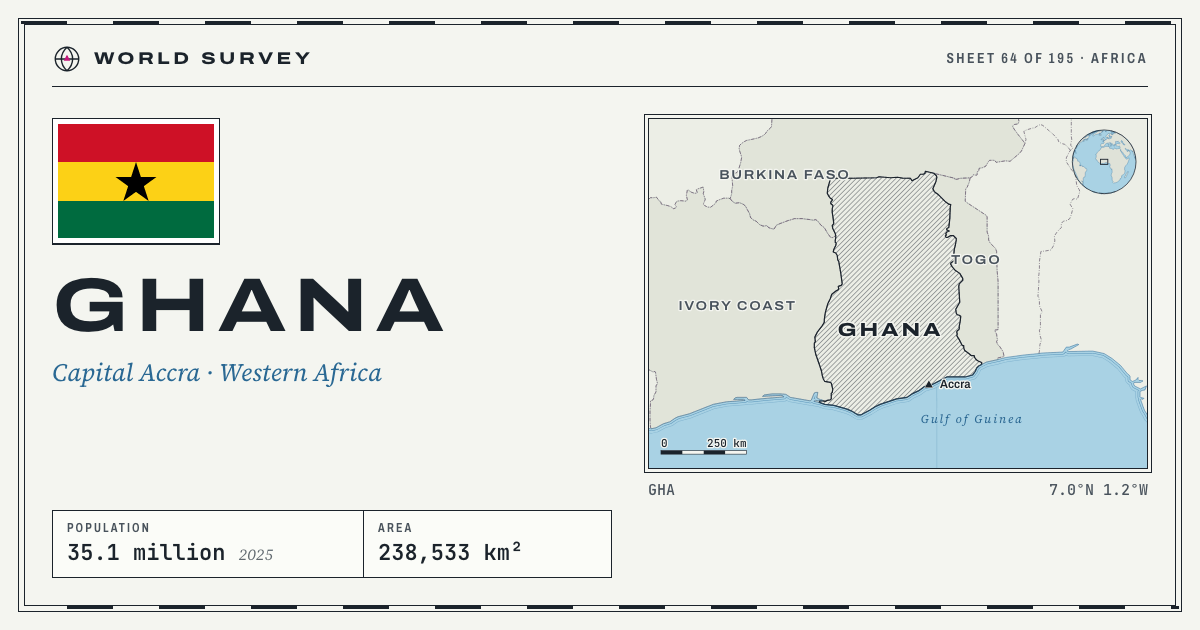 WORLD SURVEY
SHEET 64 OF 195 · AFRICA
GHANA
Capital Accra · Western Africa
BURKINA FASO
TOGO
IVORY COAST
GHANA
Accra
Gulf of Guinea
0 250 km
GHA
7.0°N 1.2°W
POPULATION
35.1 million 2025
AREA
238,533 km²